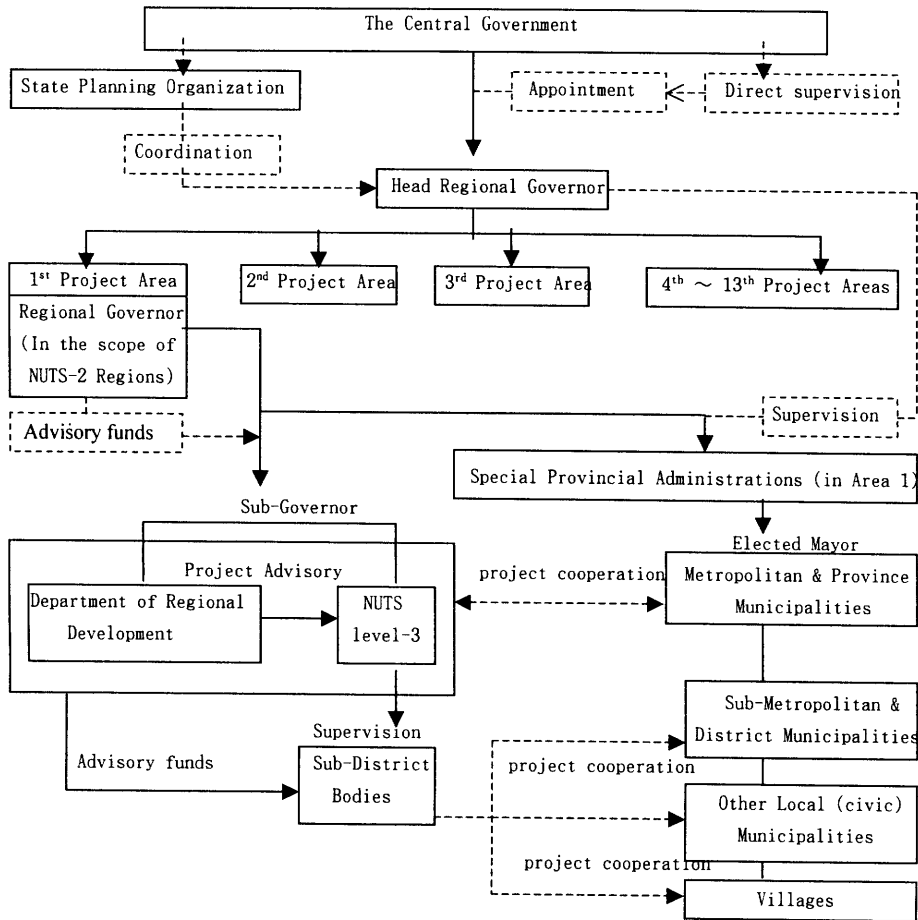 The Central Government
State Planning Organization
Appointment
Direct supervision
Coordination
Head Regional Governor
1st Project Area
2nd Project Area
3rd Project Area
4th ～ 13th Project Areas
Regional Governor
(In the scope of
NUTS-2 Regions)
Advisory funds
Supervision
Special Provincial Administrations (in Area 1)
Sub-Governor
Elected Mayor
Project Advisory
project cooperation
Metropolitan & Province
Municipalities
Department of Regional
Development
NUTS
level-3
Supervision
Sub-Metropolitan &
District Municipalities
Advisory funds
Sub-District
Bodies
project cooperation
Other Local (civic)
Municipalities
project cooperation
Villages